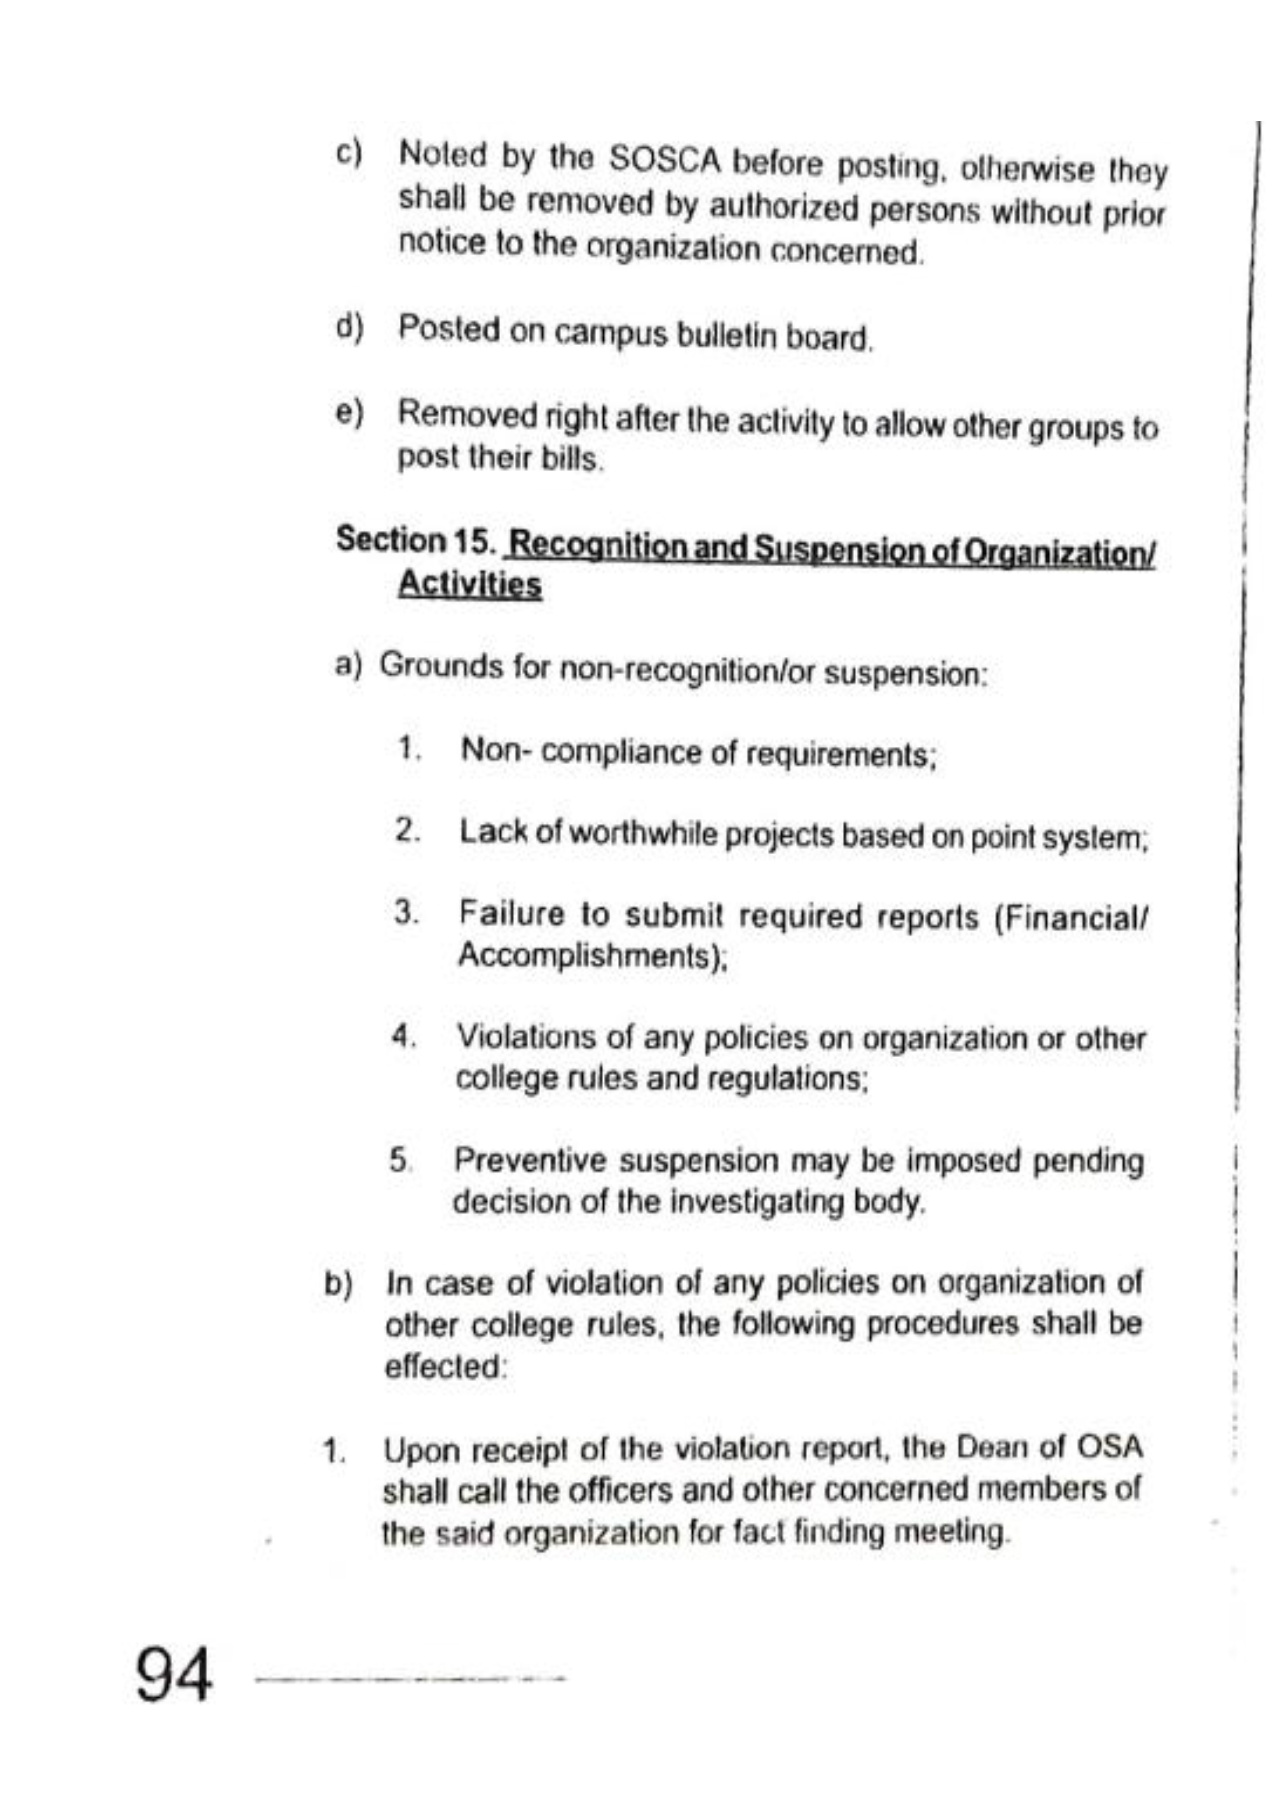 c) Noted by the SOSCA before posting, otherwise they
shall be removed by authorized persons without prior
notice to the organization concerned.
d) Posted on campus bulletin board.
e) Removed right after the activity to allow other groups to
post their bills.
Section 15. Recognition and Suspension of Organization/
Activities
a) Grounds for non-recognition/or suspension:
1. Non- compliance of requirements;
2. Lack of worthwhile projects based on point system;
3. Failure to submit required reports (Financial/
Accomplishments);
4. Violations of any policies on organization or other
college rules and regulations;
5. Preventive suspension may be imposed pending
decision of the investigating body.
b) In case of violation of any policies on organization of
other college rules, the following procedures shall be
effected:
1. Upon receipt of the violation report, the Dean of OSA
shall call the officers and other concerned members of
the said organization for fact finding meeting.
94